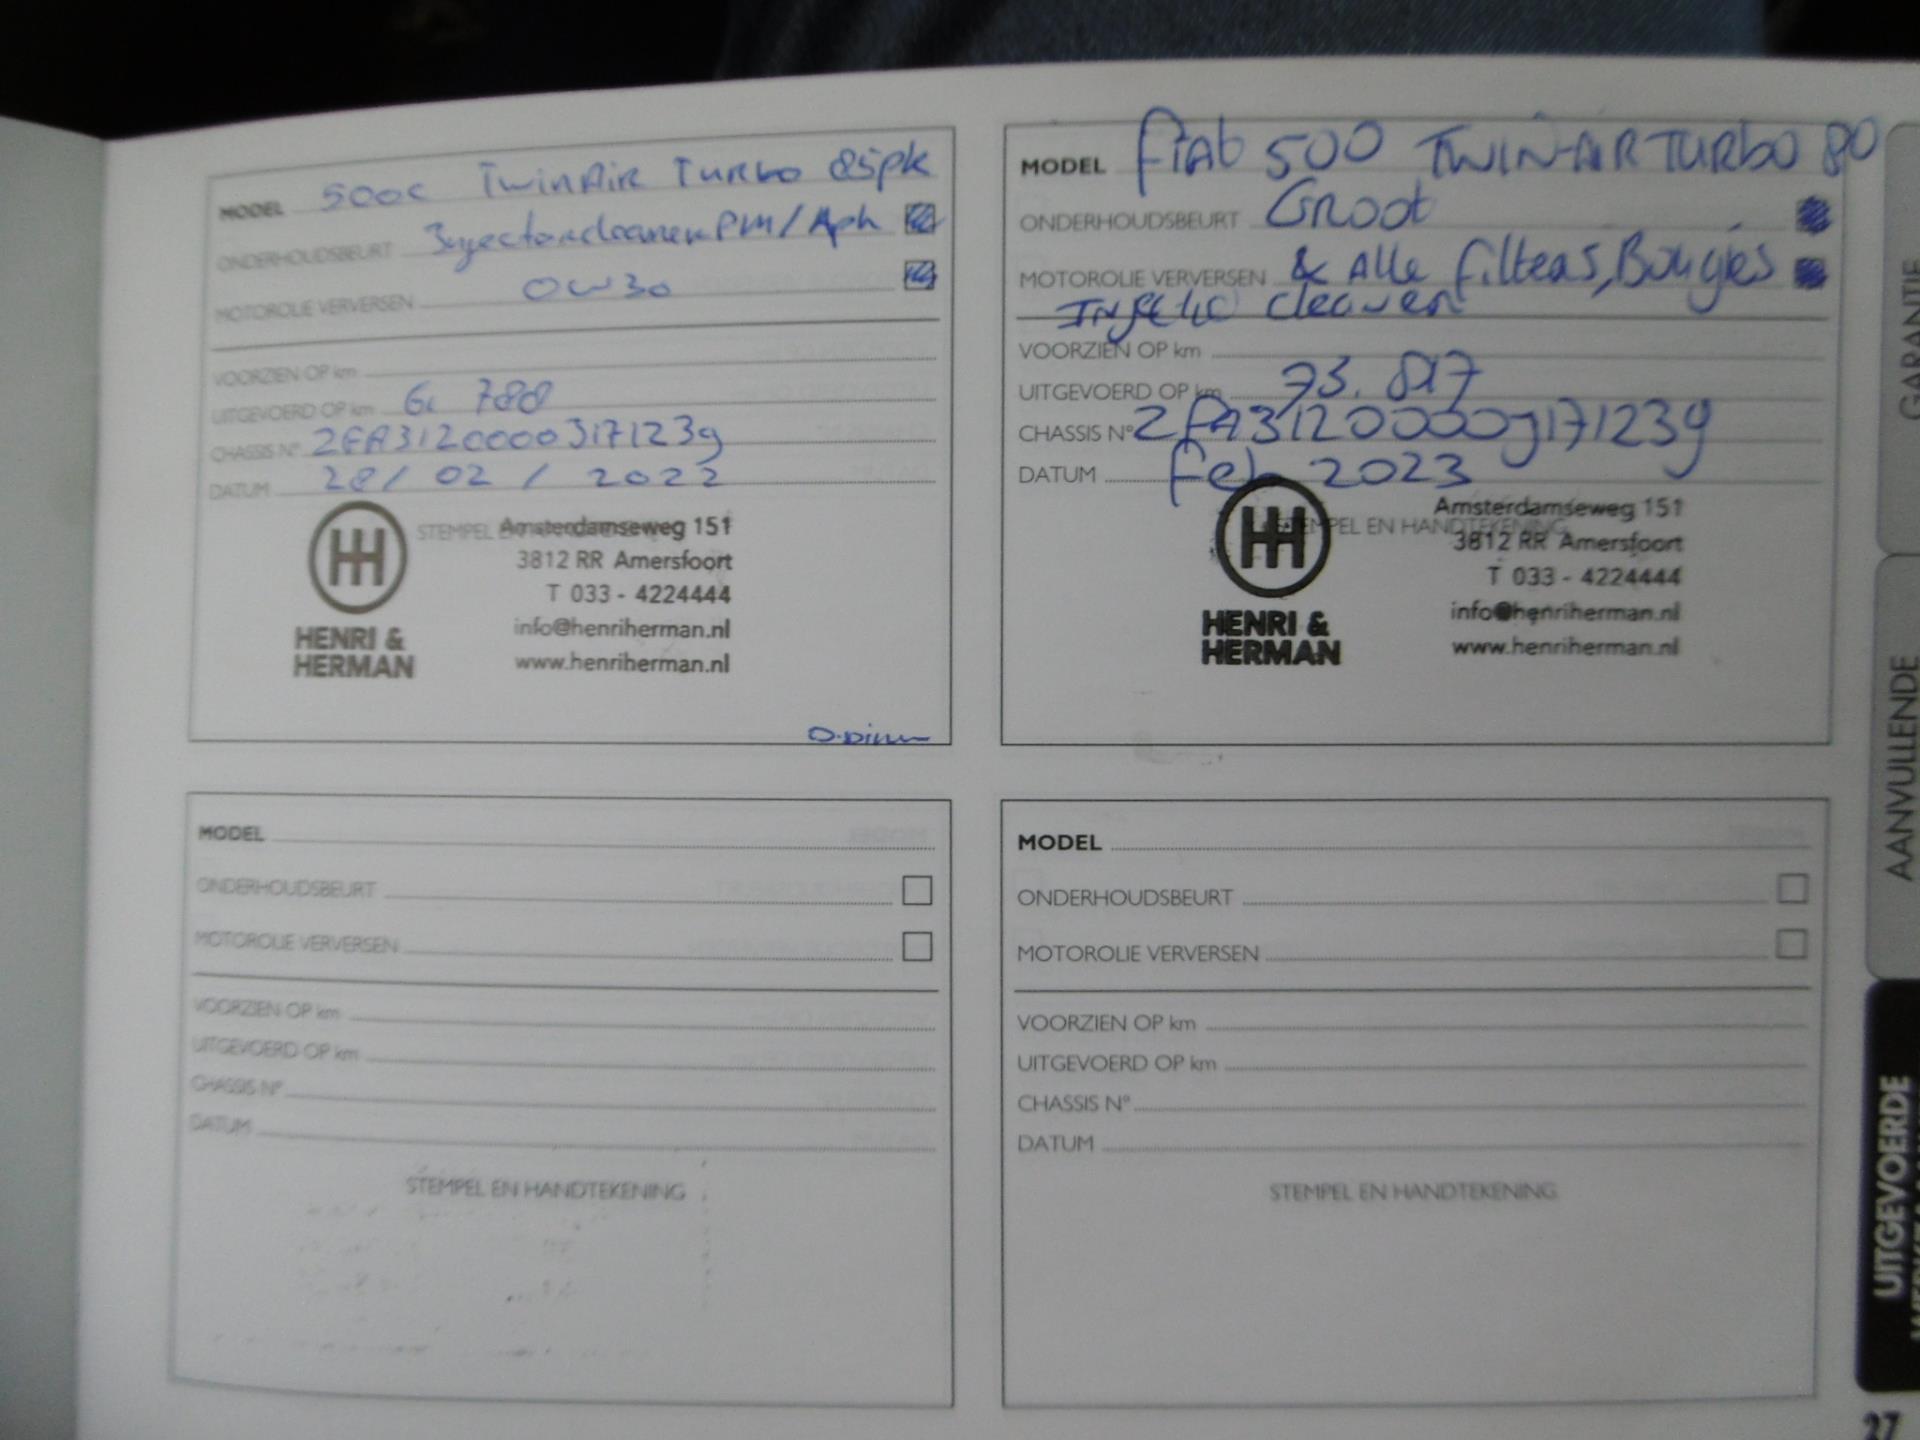 MODEL 500c TwinAir Turbo 85pk
ONDERHOUDSBEURT Injectorcleaner PM/Aph
MOTOROLIE VERVERSEN 0W30
VOORZIEN OP km
UITGEVOERD OP km 61 788
CHASSIS N° ZFA3120000J171239
DATUM 28/02/2022
STEMPEL EN HANDTEKENING
HENRI &
HERMAN
Amsterdamseweg 151
3812 RR Amersfoort
T 033 - 4224444
info@henriherman.nl
www.henriherman.nl
MODEL Fiat 500 TWIN-AIR TURBO 80
ONDERHOUDSBEURT Groot
MOTOROLIE VERVERSEN & Alle filters, Bougies
Injectio cleaner
VOORZIEN OP km
UITGEVOERD OP km 73.817
CHASSIS N° ZFA3120000J171239
DATUM Feb 2023
STEMPEL EN HANDTEKENING
HENRI &
HERMAN
Amsterdamseweg 151
3812 RR Amersfoort
T 033 - 4224444
info@henriherman.nl
www.henriherman.nl
MODEL
ONDERHOUDSBEURT
MOTOROLIE VERVERSEN
VOORZIEN OP km
UITGEVOERD OP km
CHASSIS N°
DATUM
STEMPEL EN HANDTEKENING
MODEL
ONDERHOUDSBEURT
MOTOROLIE VERVERSEN
VOORZIEN OP km
UITGEVOERD OP km
CHASSIS N°
DATUM
STEMPEL EN HANDTEKENING
GARANTIE
AANVULLENDE
UITGEVOERDE
27